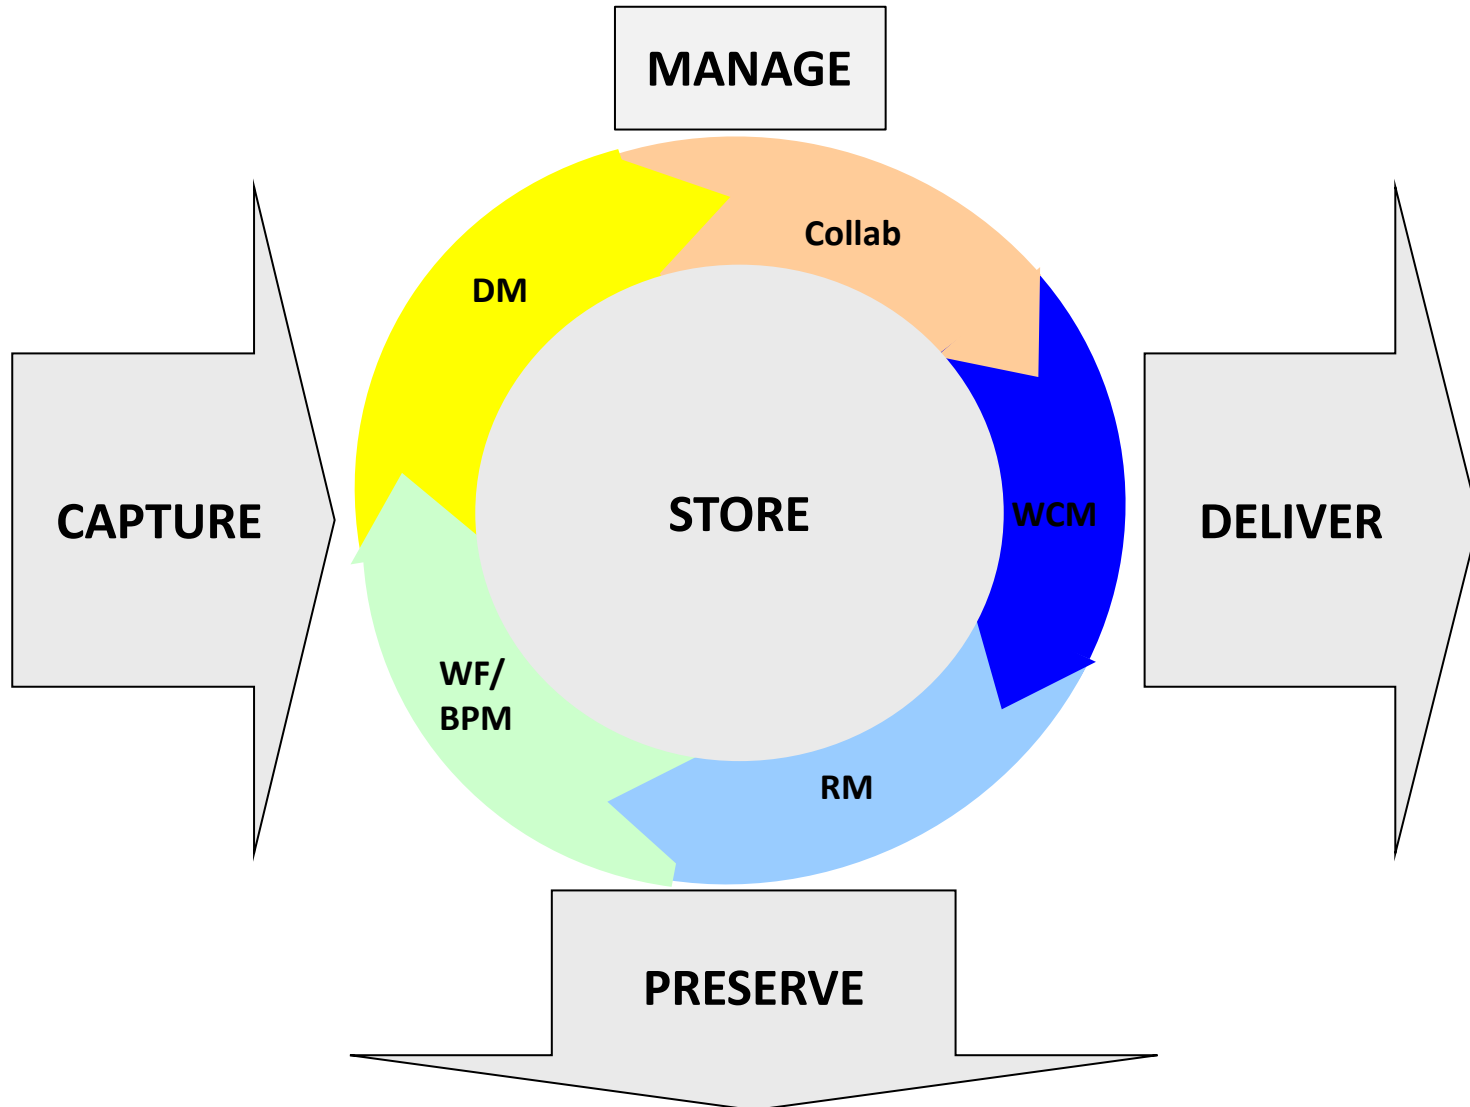 MANAGE
Collab
DM
CAPTURE
STORE
WCM
DELIVER
WF/
BPM
RM
PRESERVE